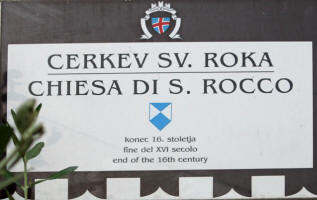 CERKEV SV. ROKA
CHIESA DI S. ROCCO
konec 16. stoletja
fine del XVI secolo
end of the 16th century